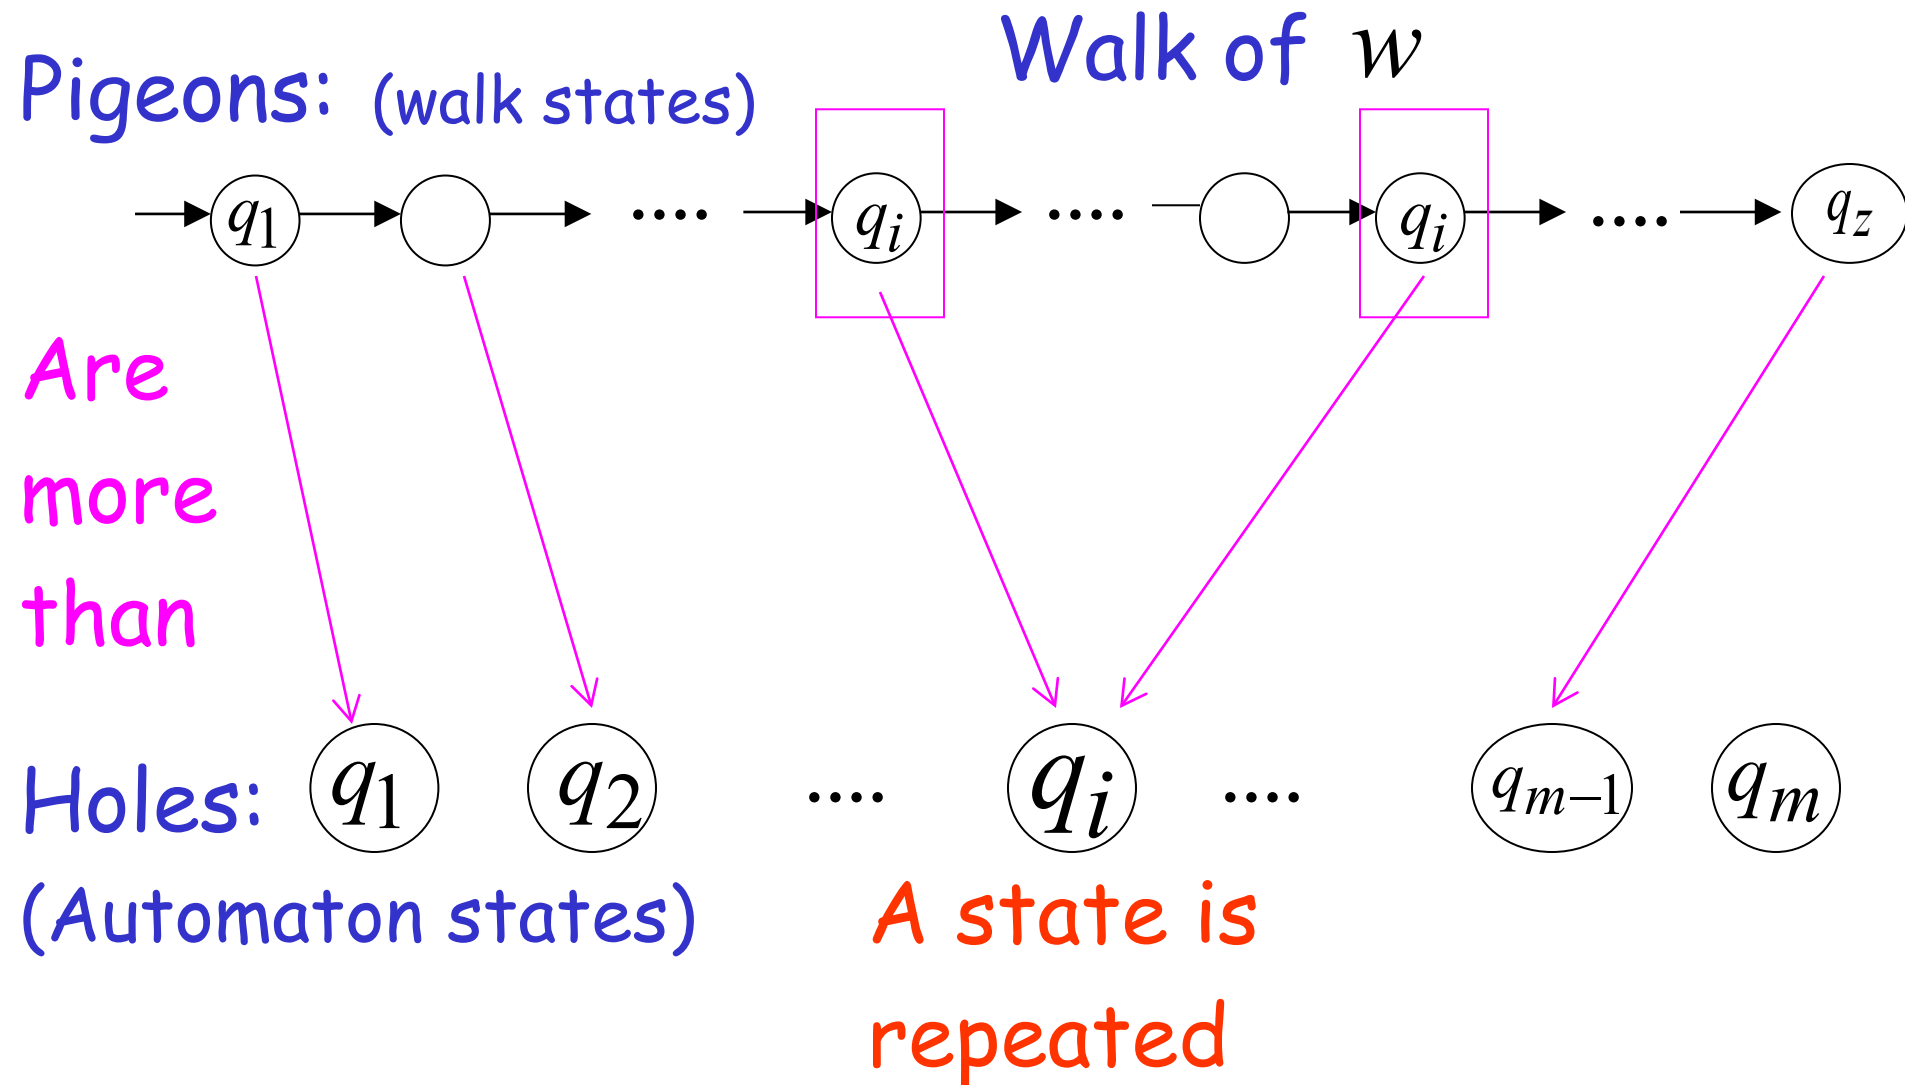 Walk of w
Pigeons: (walk states)
q1 .... qi .... qi .... qz
Are
more
than
Holes: q1 q2 .... qi .... qm−1 qm
(Automaton states)
A state is
repeated